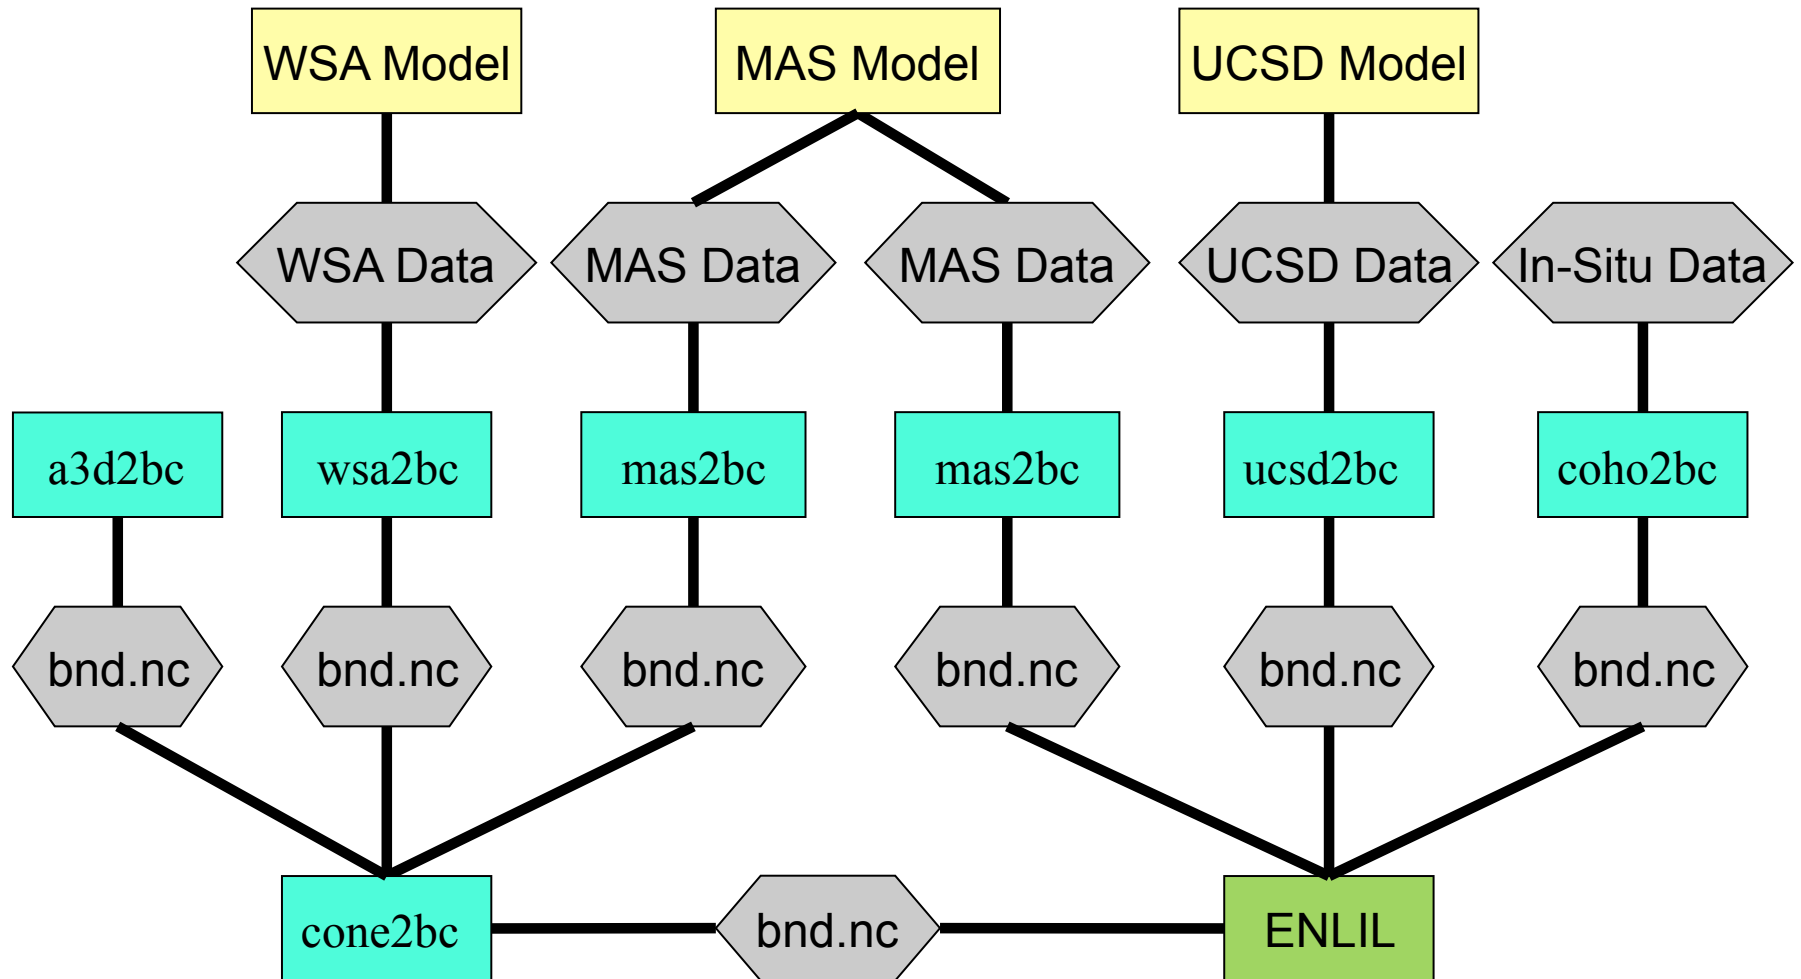 WSA Model
MAS Model
UCSD Model
WSA Data
MAS Data
MAS Data
UCSD Data
In-Situ Data
a3d2bc
wsa2bc
mas2bc
mas2bc
ucsd2bc
coho2bc
bnd.nc
bnd.nc
bnd.nc
bnd.nc
bnd.nc
bnd.nc
cone2bc
bnd.nc
ENLIL